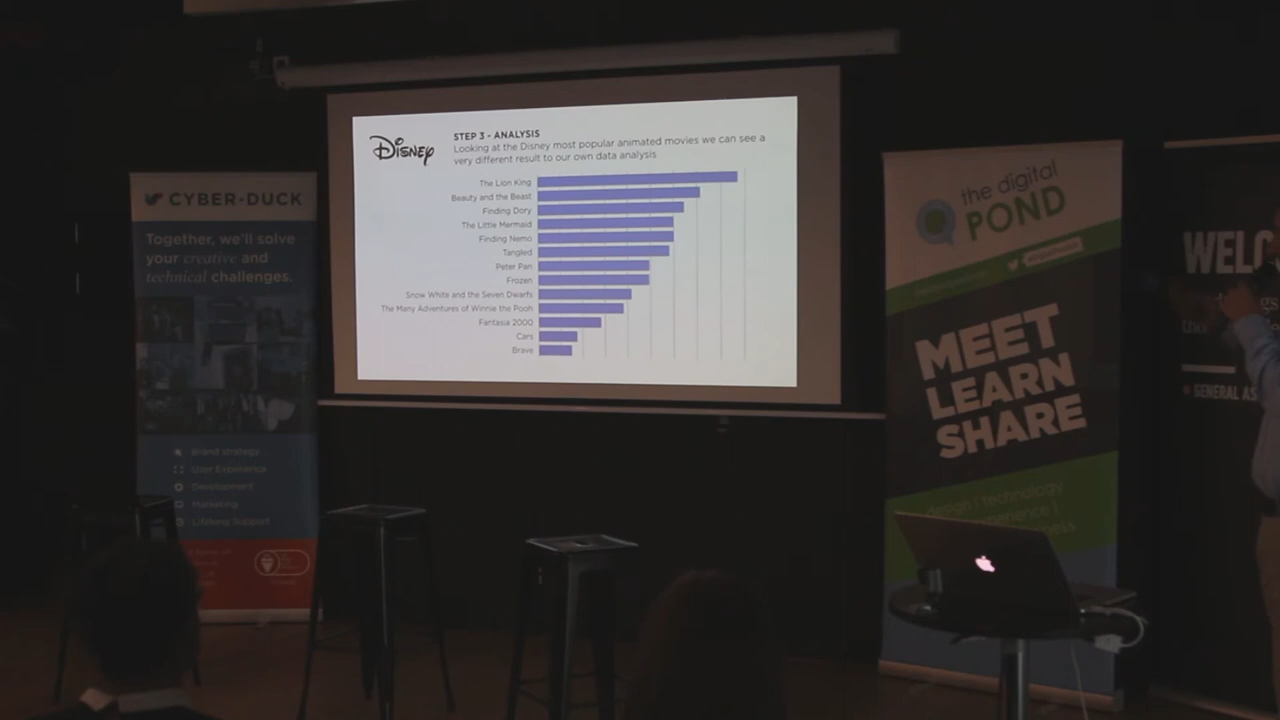 DISNEY
STEP 3 - ANALYSIS
Looking at the Disney most popular animated movies we can see a
very different result to our own data analysis
The Lion King
Beauty and the Beast
Finding Dory
The Little Mermaid
Finding Nemo
Tangled
Peter Pan
Frozen
Snow White and the Seven Dwarfs
The Many Adventures of Winnie the Pooh
Fantasia 2000
Cars
Brave
CYBER-DUCK
Together, we'll solve
your creative and
technical challenges.
Brand strategy
User Experience
Development
Marketing
Lifelong Support
the digital
POND
MEET
LEARN
SHARE
design | technology
WELC
GENERAL AS